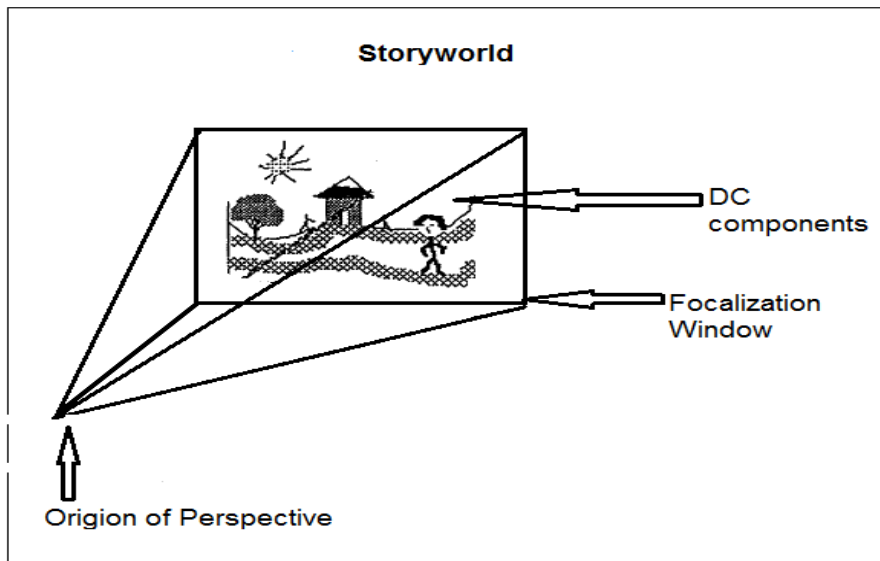 Storyworld
DC
components
Focalization
Window
Origion of Perspective